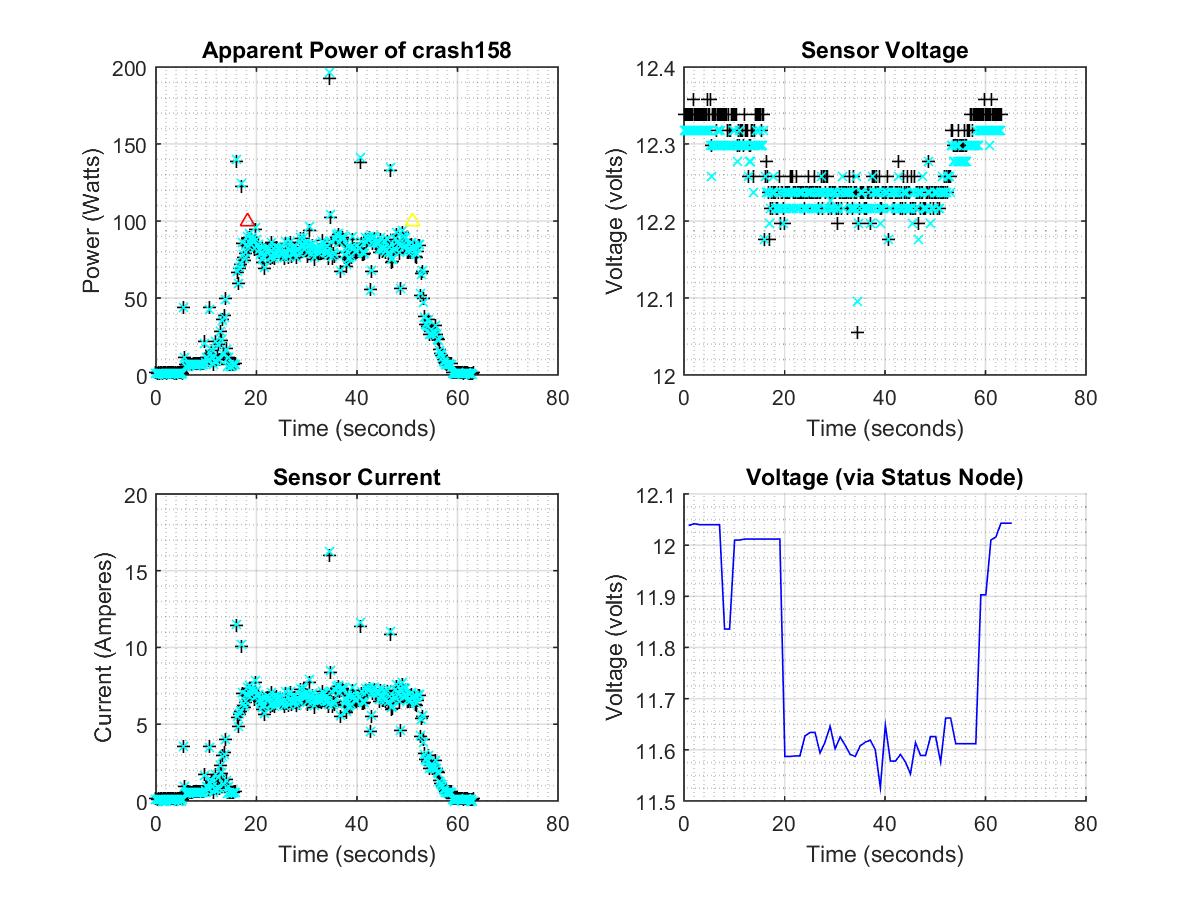 Apparent Power of crash158
200
150
100
50
0
0 20 40 60 80
Power (Watts)
Time (seconds)
Sensor Voltage
12.4
12.3
12.2
12.1
12
0 20 40 60 80
Voltage (volts)
Time (seconds)
Sensor Current
20
15
10
5
0
0 20 40 60 80
Current (Amperes)
Time (seconds)
Voltage (via Status Node)
12.1
12
11.9
11.8
11.7
11.6
11.5
0 20 40 60 80
Voltage (volts)
Time (seconds)